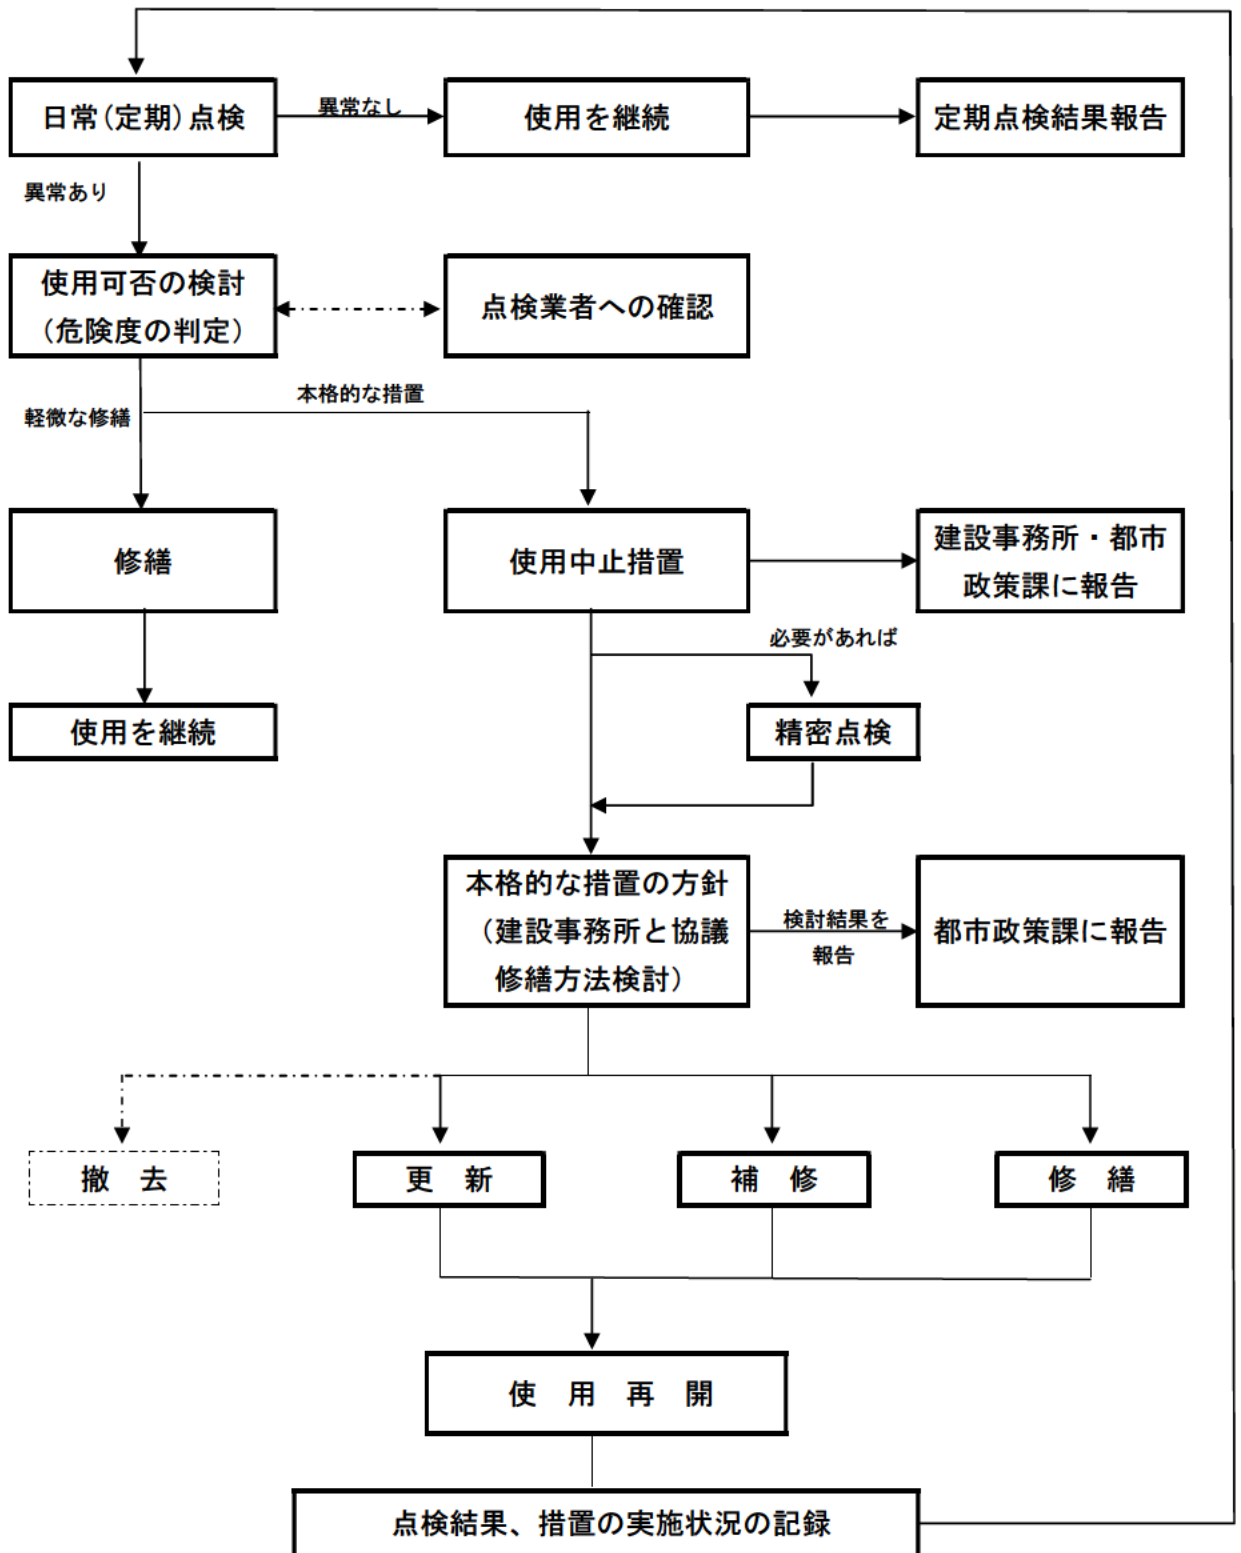 日常(定期)点検
異常なし
使用を継続
定期点検結果報告
異常あり
使用可否の検討
(危険度の判定)
点検業者への確認
本格的な措置
軽微な修繕
修繕
使用中止措置
建設事務所・都市
政策課に報告
必要があれば
使用を継続
精密点検
本格的な措置の方針
(建設事務所と協議
修繕方法検討)
検討結果を
報告
都市政策課に報告
撤　去
更　新
補　修
修　繕
使　用　再　開
点検結果、措置の実施状況の記録